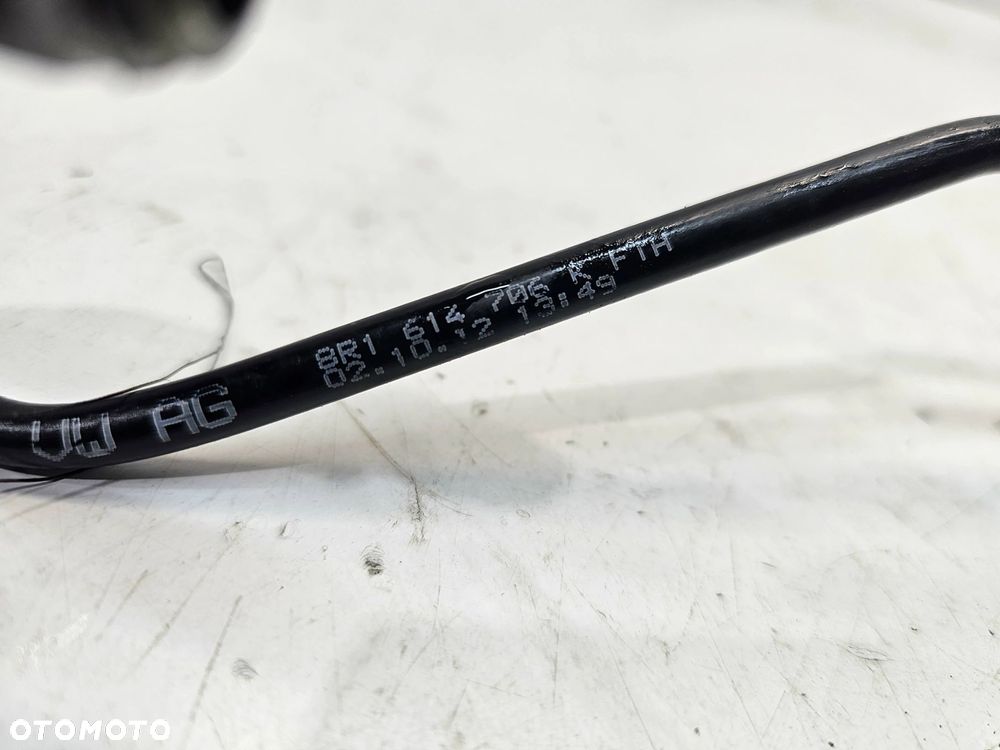 VW AG
8R1 614 706 K FTH
02.10.12 13:49
OTOMOTO